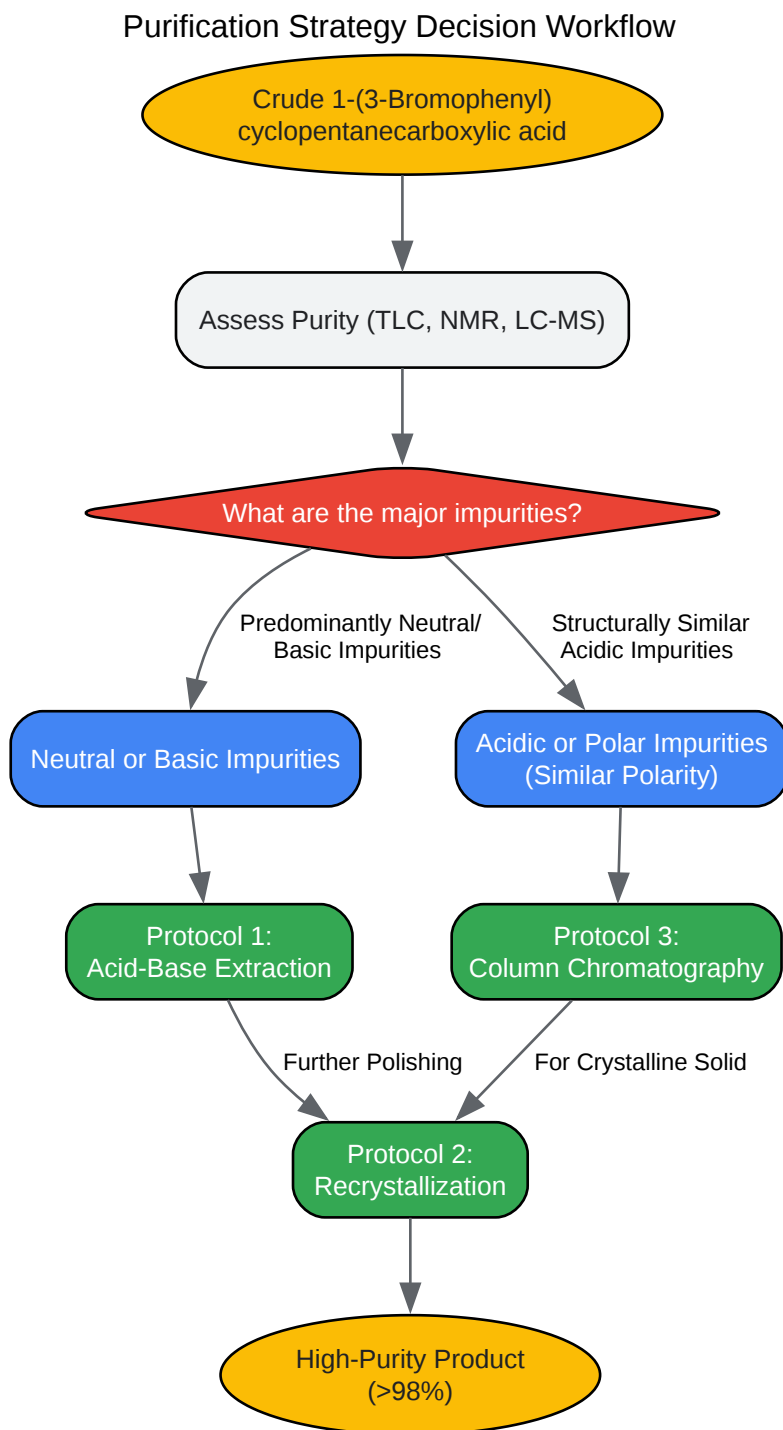 Purification Strategy Decision Workflow
Crude 1-(3-Bromophenyl)
cyclopentanecarboxylic acid
Assess Purity (TLC, NMR, LC-MS)
What are the major impurities?
Predominantly Neutral/
Basic Impurities
Structurally Similar
Acidic Impurities
Neutral or Basic Impurities
Acidic or Polar Impurities
(Similar Polarity)
Protocol 1:
Acid-Base Extraction
Protocol 3:
Column Chromatography
Further Polishing
For Crystalline Solid
Protocol 2:
Recrystallization
High-Purity Product
(>98%)